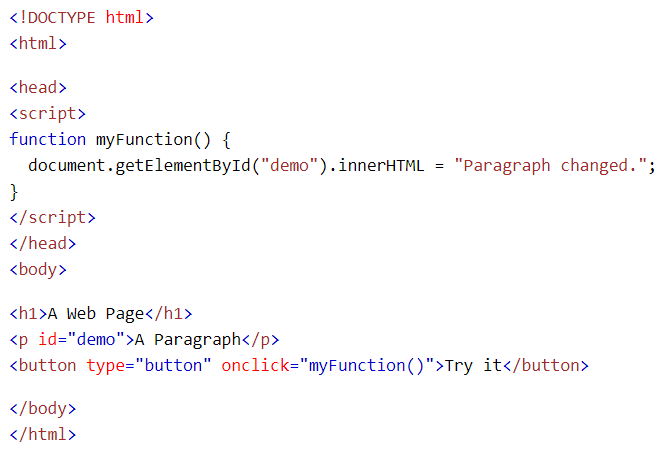 <!DOCTYPE html>
<html>
<head>
<script>
function myFunction() {
  document.getElementById("demo").innerHTML = "Paragraph changed.";
}
</script>
</head>
<body>
<h1>A Web Page</h1>
<p id="demo">A Paragraph</p>
<button type="button" onclick="myFunction()">Try it</button>
</body>
</html>